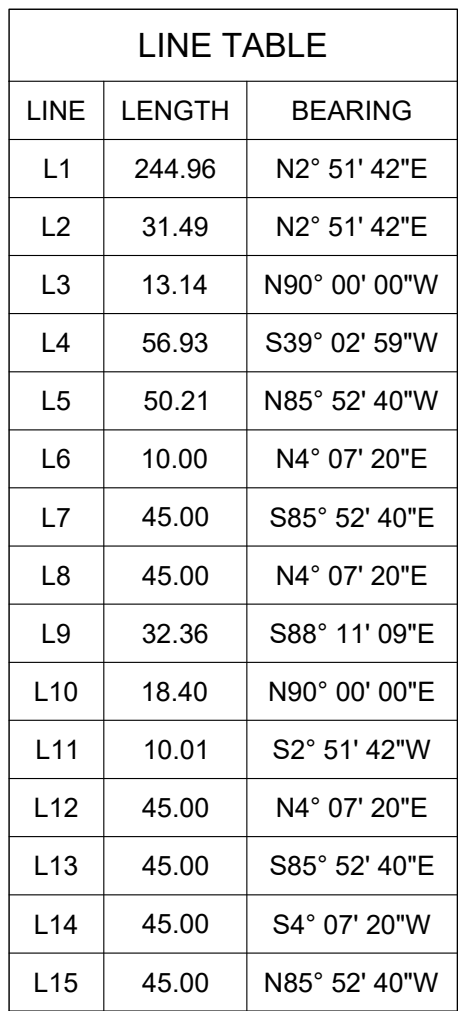 LINE TABLE
LINE LENGTH BEARING
L1 244.96 N2° 51' 42"E
L2 31.49 N2° 51' 42"E
L3 13.14 N90° 00' 00"W
L4 56.93 S39° 02' 59"W
L5 50.21 N85° 52' 40"W
L6 10.00 N4° 07' 20"E
L7 45.00 S85° 52' 40"E
L8 45.00 N4° 07' 20"E
L9 32.36 S88° 11' 09"E
L10 18.40 N90° 00' 00"E
L11 10.01 S2° 51' 42"W
L12 45.00 N4° 07' 20"E
L13 45.00 S85° 52' 40"E
L14 45.00 S4° 07' 20"W
L15 45.00 N85° 52' 40"W